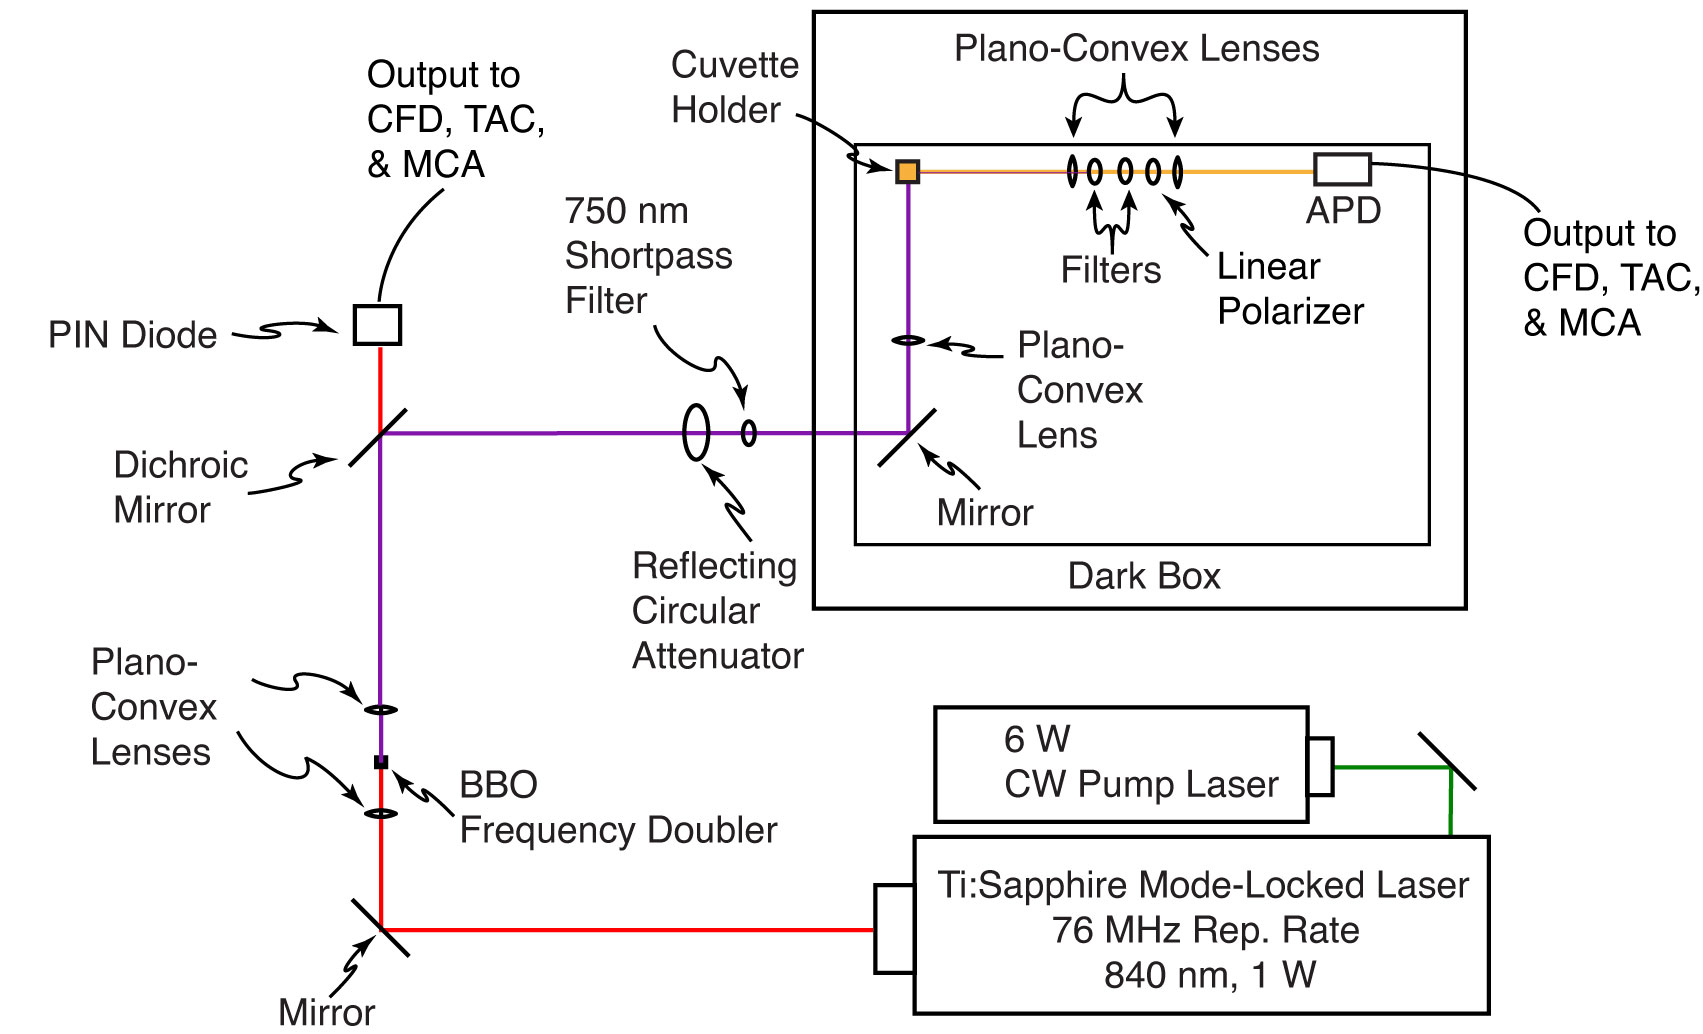 Output to
CFD, TAC,
& MCA
Cuvette
Holder
Plano-Convex Lenses
750 nm
Shortpass
Filter
APD
Filters
Linear
Polarizer
Output to
CFD, TAC,
& MCA
PIN Diode
Plano-
Convex
Lens
Dichroic
Mirror
Mirror
Reflecting
Circular
Attenuator
Dark Box
Plano-
Convex
Lenses
BBO
Frequency Doubler
6 W
CW Pump Laser
Ti:Sapphire Mode-Locked Laser
76 MHz Rep. Rate
840 nm, 1 W
Mirror